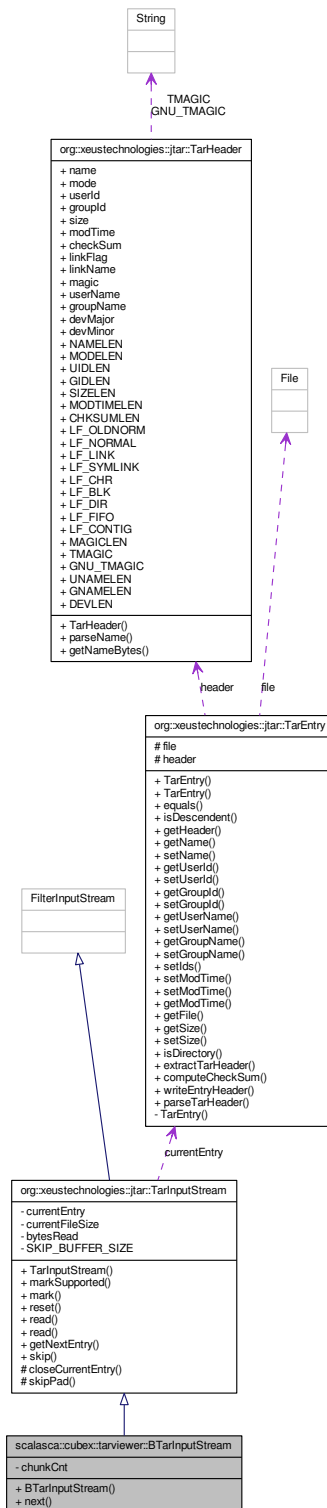 String
TMAGIC
GNU_TMAGIC
org::xeustechnologies::jtar::TarHeader
+ name
+ mode
+ userId
+ groupId
+ size
+ modTime
+ checkSum
+ linkFlag
+ linkName
+ magic
+ userName
+ groupName
+ devMajor
+ devMinor
+ NAMELEN
+ MODELEN
+ UIDLEN
+ GIDLEN
+ SIZELEN
+ MODTIMELEN
+ CHKSUMLEN
+ LF_OLDNORM
+ LF_NORMAL
+ LF_LINK
+ LF_SYMLINK
+ LF_CHR
+ LF_BLK
+ LF_DIR
+ LF_FIFO
+ LF_CONTIG
+ MAGICLEN
+ TMAGIC
+ GNU_TMAGIC
+ UNAMELEN
+ GNAMELEN
+ DEVLEN
+ TarHeader()
+ parseName()
+ getNameBytes()
File
header
file
org::xeustechnologies::jtar::TarEntry
# file
# header
+ TarEntry()
+ TarEntry()
+ equals()
+ isDescendent()
+ getHeader()
+ getName()
+ setName()
+ getUserId()
+ setUserId()
+ getGroupId()
+ setGroupId()
+ getUserName()
+ setUserName()
+ getGroupName()
+ setGroupName()
+ setIds()
+ setModTime()
+ setModTime()
+ getModTime()
+ getFile()
+ getSize()
+ setSize()
+ isDirectory()
+ extractTarHeader()
+ computeCheckSum()
+ writeEntryHeader()
+ parseTarHeader()
- TarEntry()
FilterInputStream
currentEntry
org::xeustechnologies::jtar::TarInputStream
- currentEntry
- currentFileSize
- bytesRead
- SKIP_BUFFER_SIZE
+ TarInputStream()
+ markSupported()
+ mark()
+ reset()
+ read()
+ read()
+ getNextEntry()
+ skip()
# closeCurrentEntry()
# skipPad()
scalasca::cubex::tarviewer::BTarInputStream
- chunkCnt
+ BTarInputStream()
+ next()